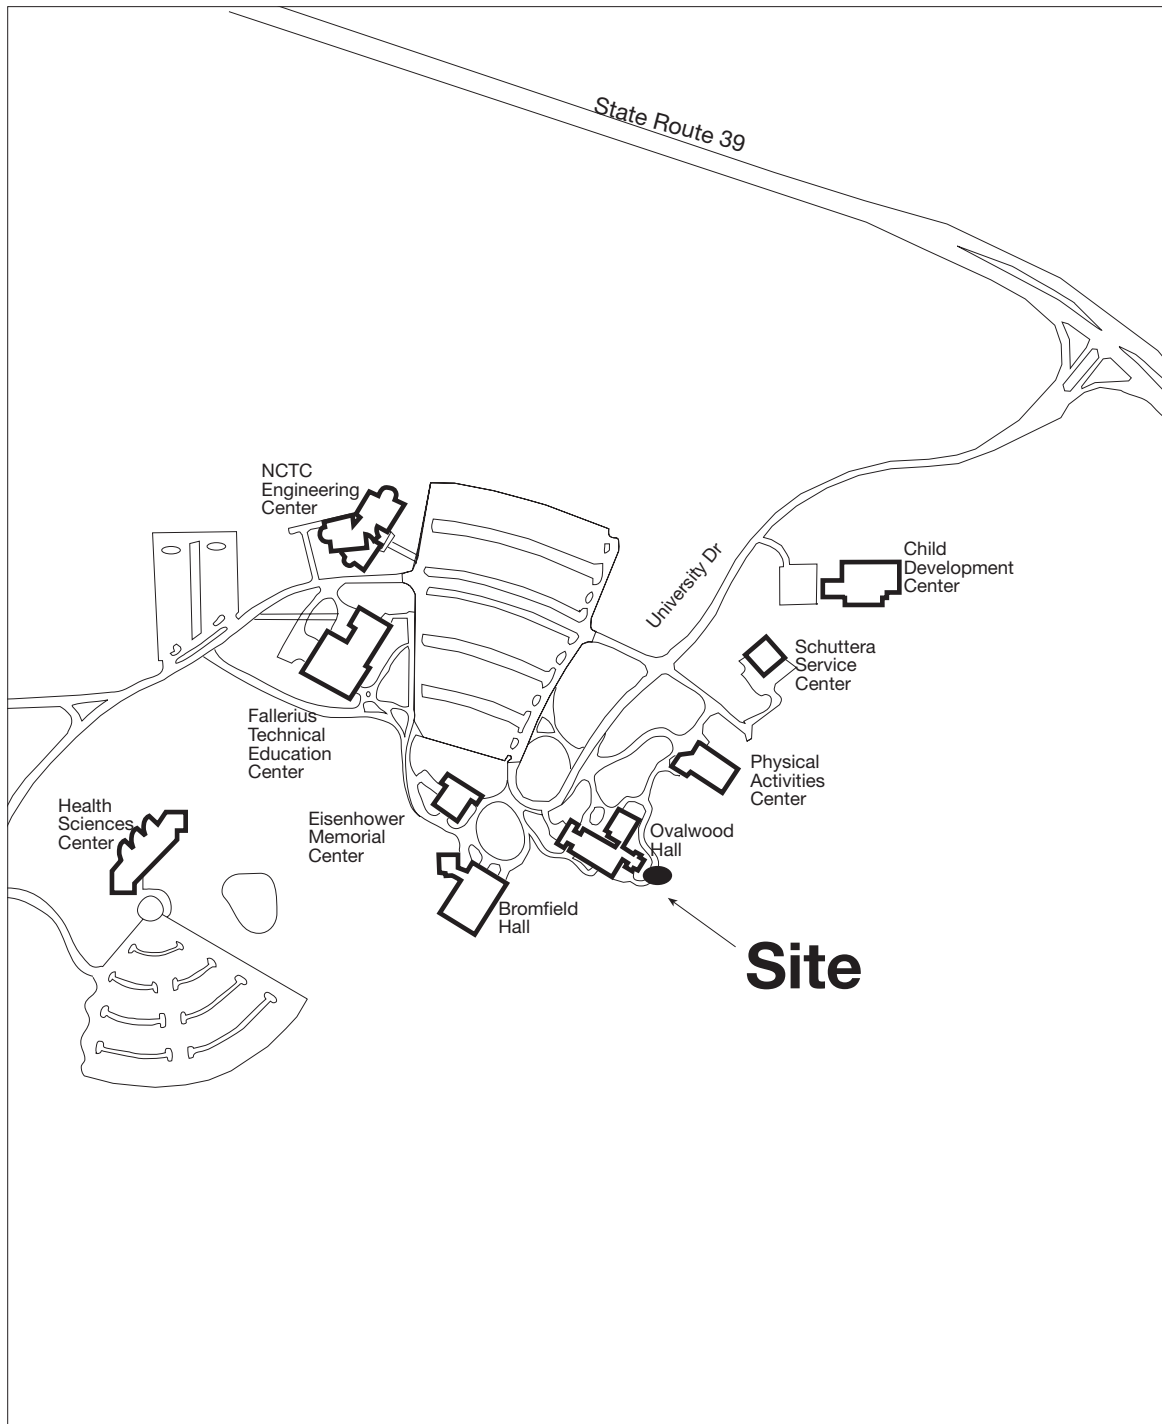 State Route 39
NCTC
Engineering
Center
University Dr
Child
Development
Center
Schuttera
Service
Center
Fallerius
Technical
Education
Center
Physical
Activities
Center
Health
Sciences
Center
Eisenhower
Memorial
Center
Ovalwood
Hall
Bromfield
Hall
Site